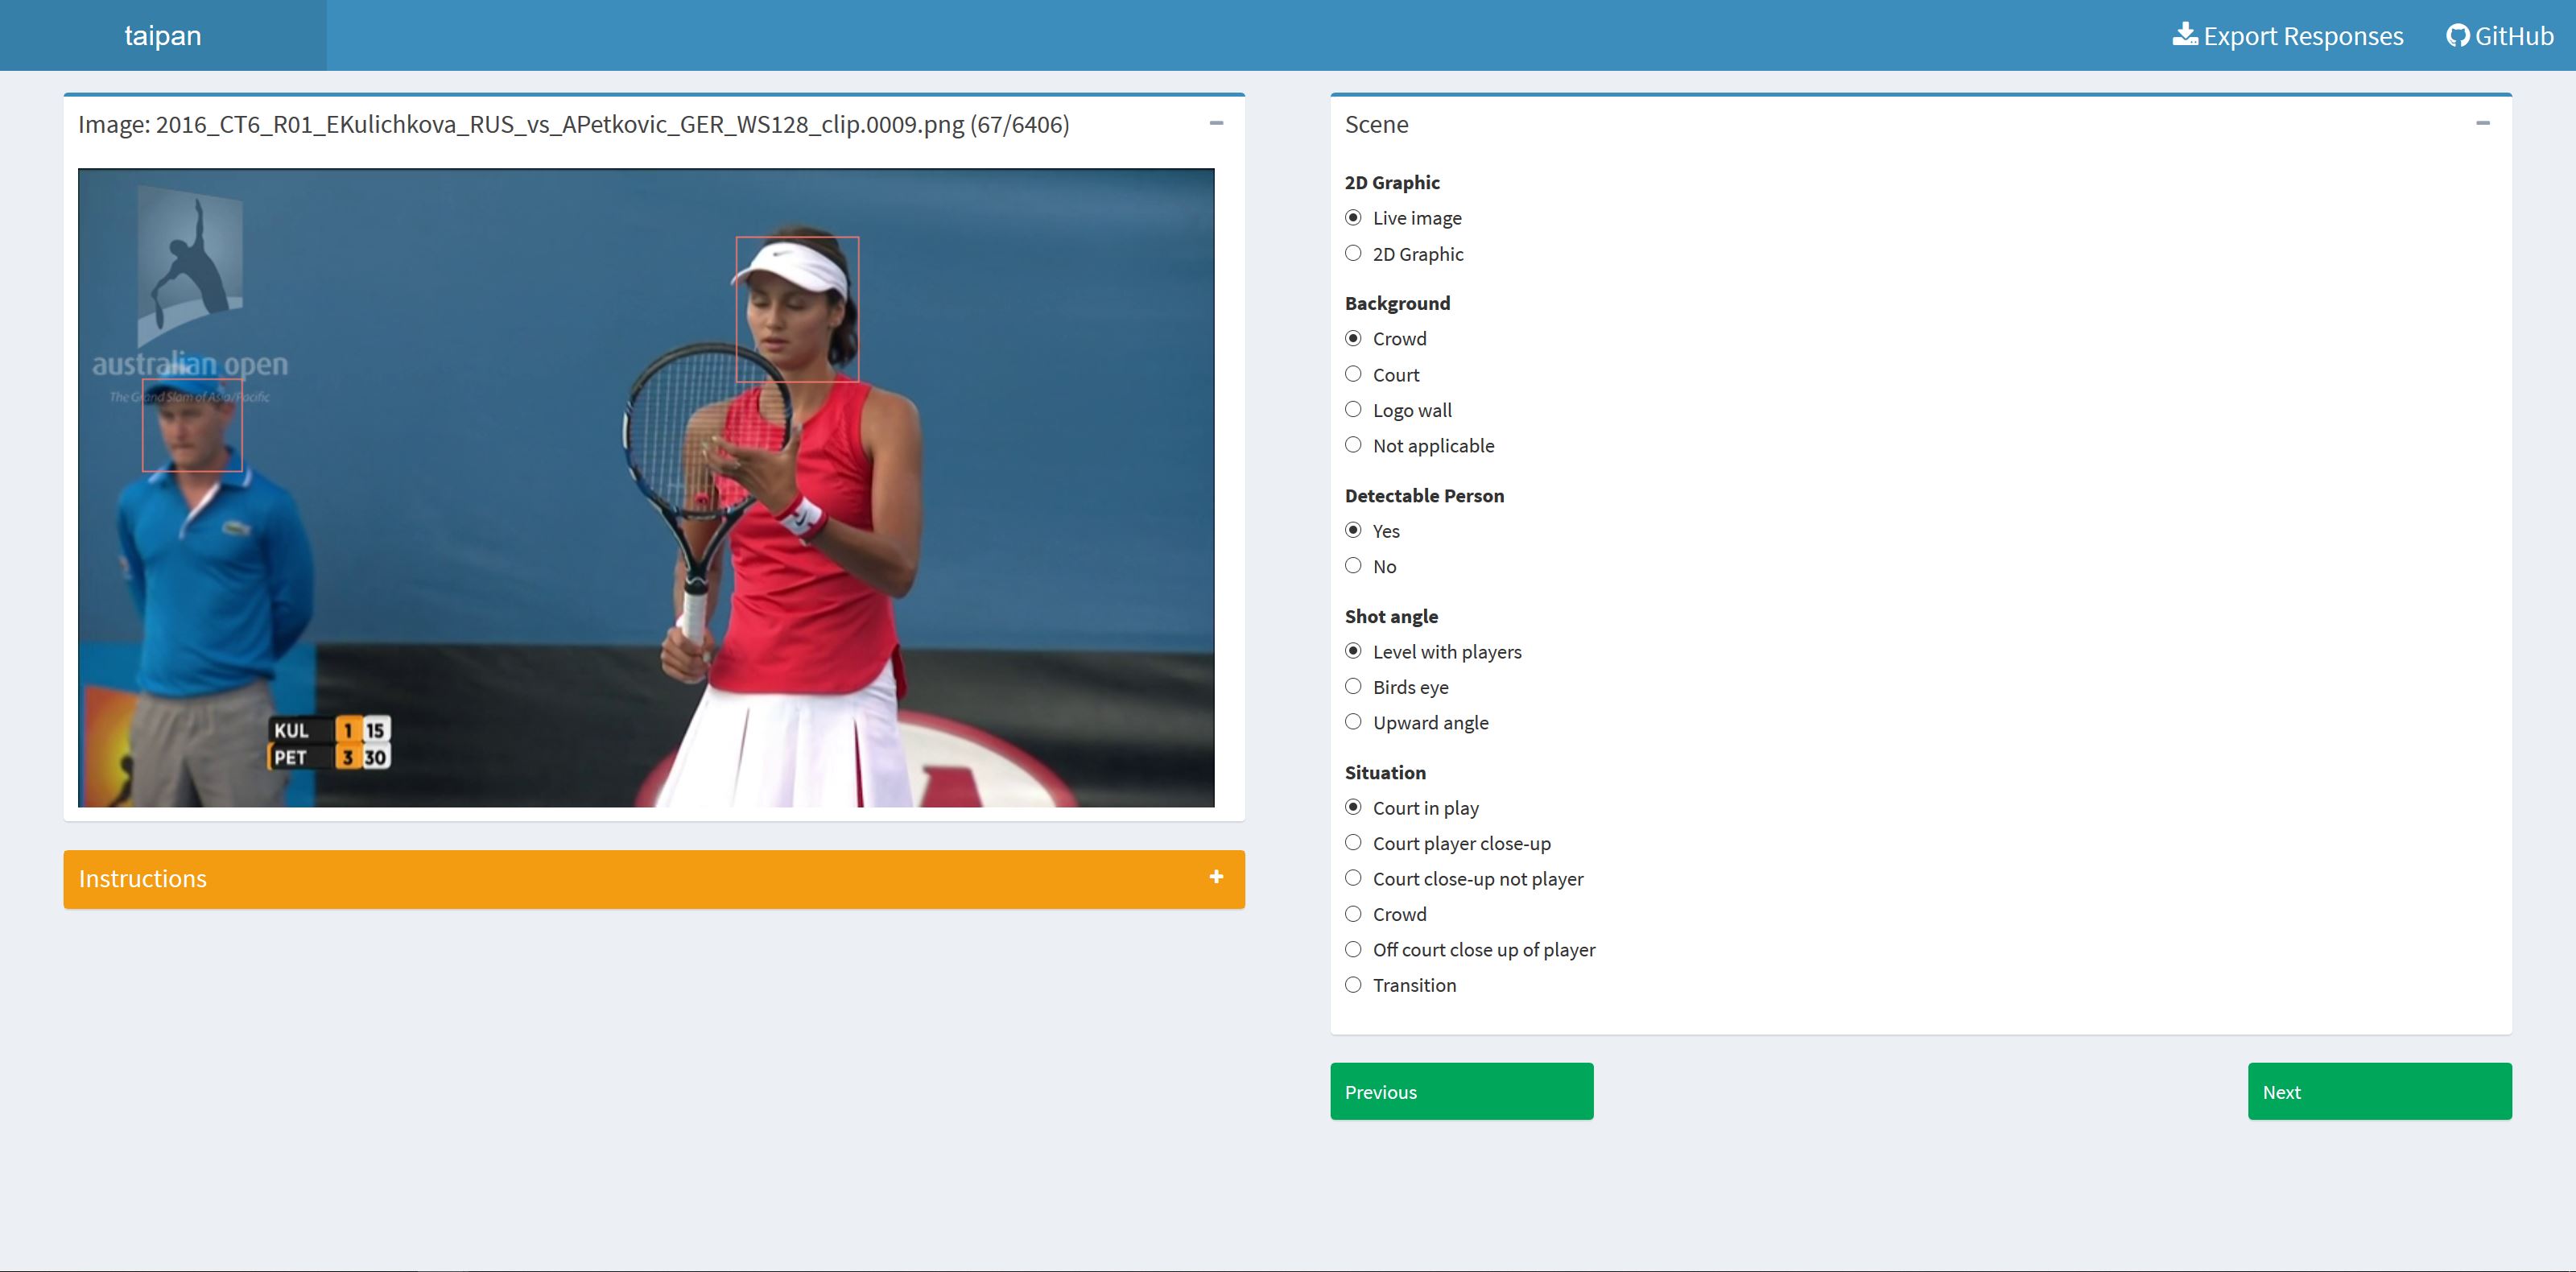 taipan
Export Responses
GitHub
Image: 2016_CT6_R01_EKulichkova_RUS_vs_APetkovic_GER_WS128_clip.0009.png (67/6406)
australian open
The Grand Slam of Asia/Pacific
KUL 1 15
PET 3 30
Instructions
Scene
2D Graphic
Live image
2D Graphic
Background
Crowd
Court
Logo wall
Not applicable
Detectable Person
Yes
No
Shot angle
Level with players
Birds eye
Upward angle
Situation
Court in play
Court player close-up
Court close-up not player
Crowd
Off court close up of player
Transition
Previous
Next